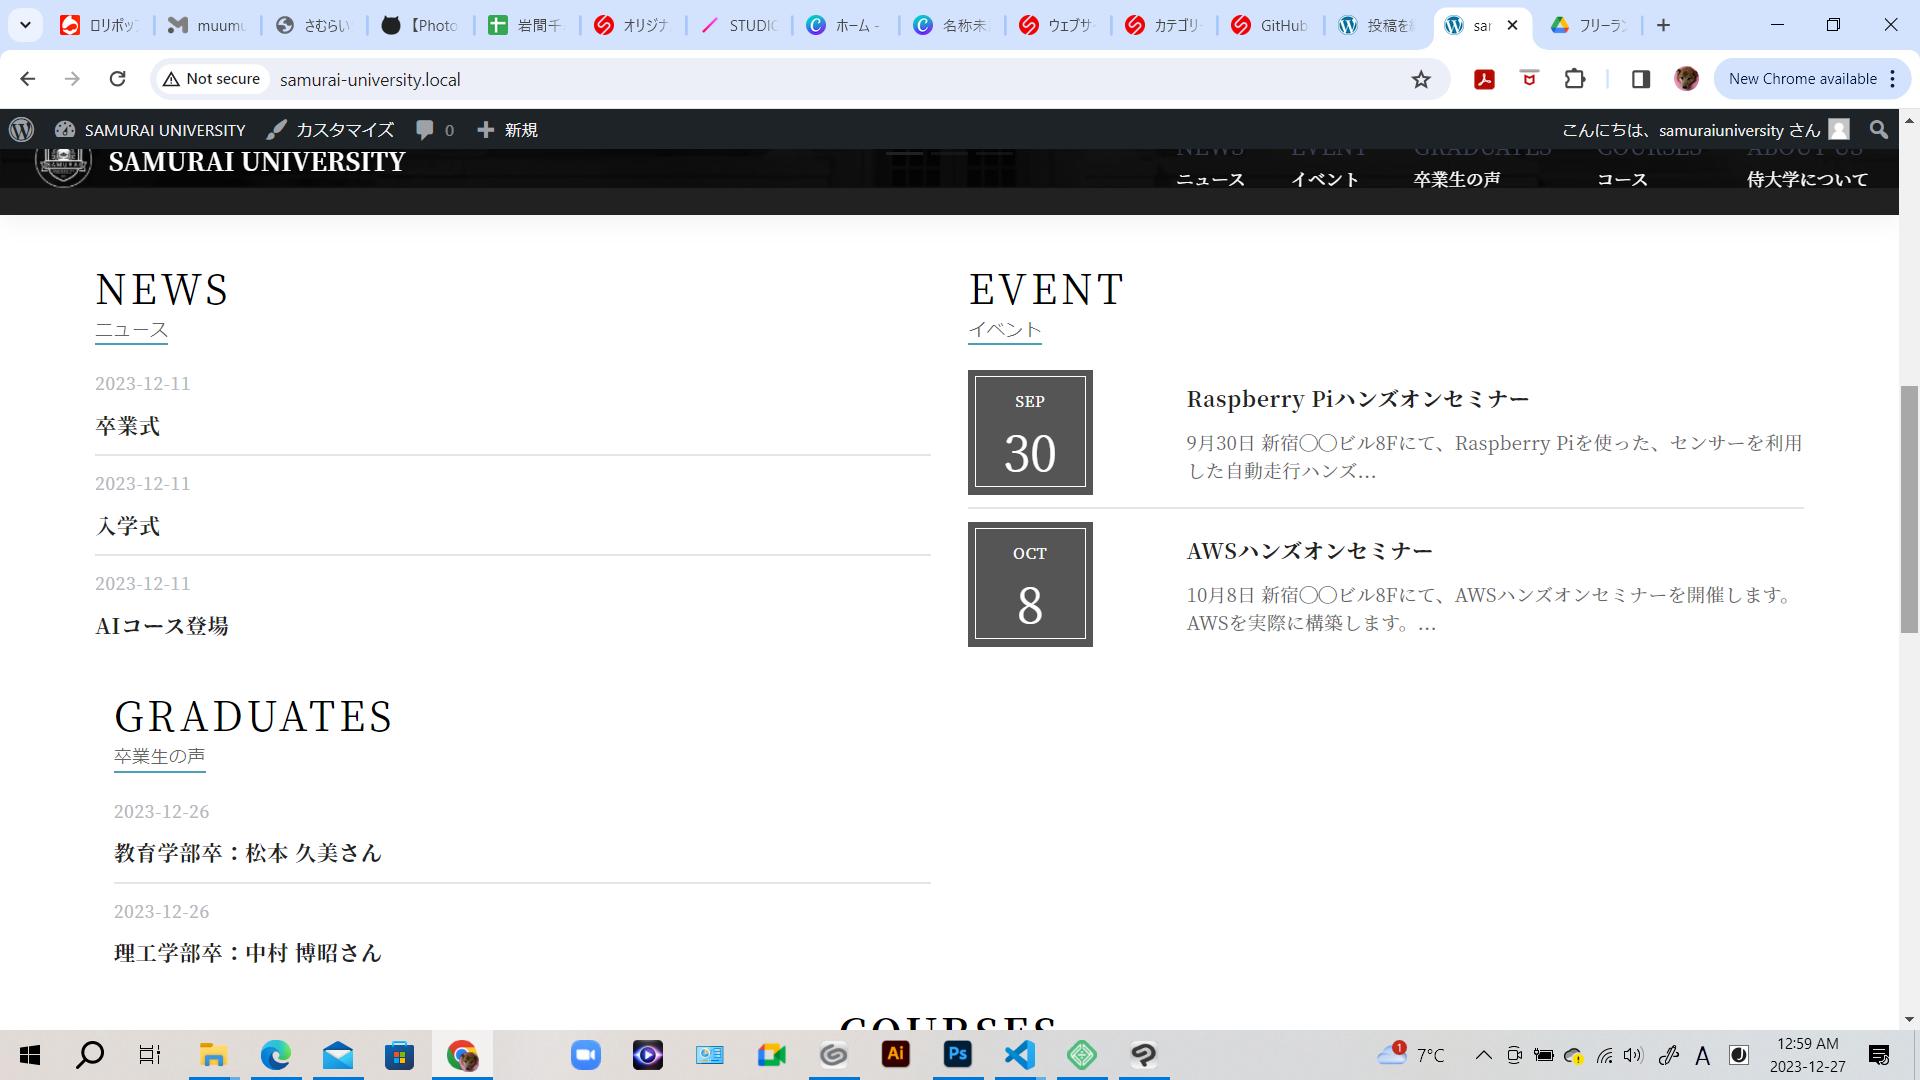 ロリポップ
muumu
さむらい
【Photo
岩間千
オリジナ
STUDIO
ホーム -
名称未
ウェブサ
カテゴリ
GitHub
投稿を
sar
フリーラン
Not secure
samurai-university.local
New Chrome available
SAMURAI UNIVERSITY
カスタマイズ
0
新規
こんにちは、samuraiuniversity さん
SAMURAI UNIVERSITY
NEWS
EVENT
GRADUATES
COURSES
ABOUT US
ニュース
イベント
卒業生の声
コース
侍大学について
NEWS
ニュース
2023-12-11
卒業式
2023-12-11
入学式
2023-12-11
AIコース登場
EVENT
イベント
SEP
30
Raspberry Piハンズオンセミナー
9月30日 新宿◯◯ビル8Fにて、Raspberry Piを使った、センサーを利用
した自動走行ハンズ…
OCT
8
AWSハンズオンセミナー
10月8日 新宿◯◯ビル8Fにて、AWSハンズオンセミナーを開催します。
AWSを実際に構築します。…
GRADUATES
卒業生の声
2023-12-26
教育学部卒：松本 久美さん
2023-12-26
理工学部卒：中村 博昭さん
COURSES
Ai
Ps
1
7°C
A
12:59 AM
2023-12-27